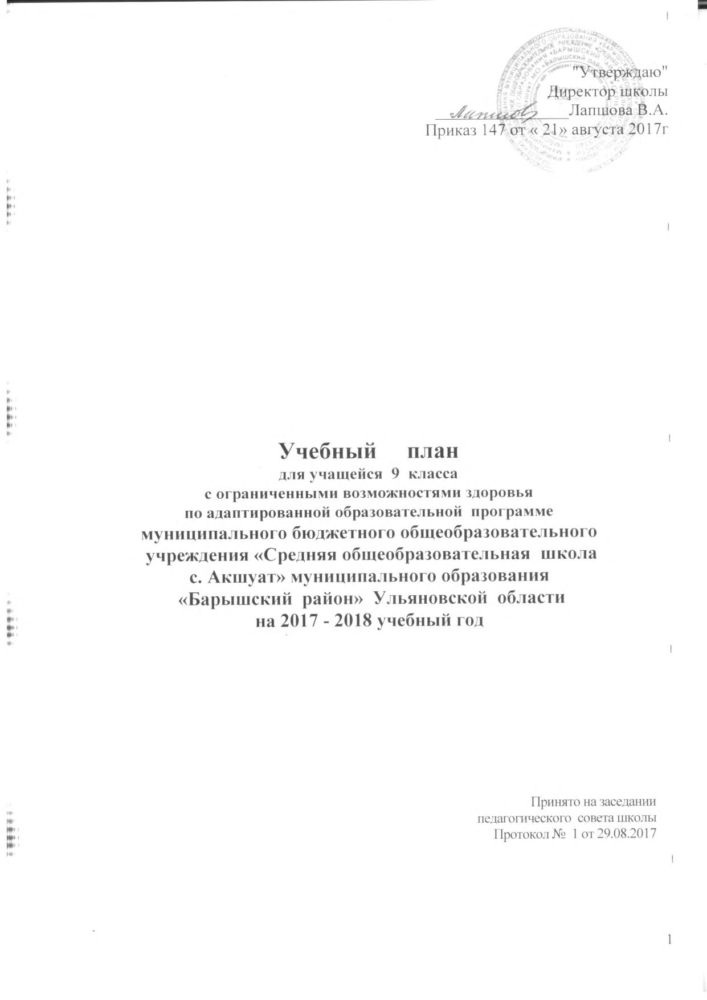 "Утверждаю"
Директор школы
Лапшова В.А.
Приказ 147 от « 21» августа 2017г
Учебный план
для учащейся 9 класса
с ограниченными возможностями здоровья
по адаптированной образовательной программе
муниципального бюджетного общеобразовательного
учреждения «Средняя общеобразовательная школа
с. Акшуат» муниципального образования
«Барышский район» Ульяновской области
на 2017 - 2018 учебный год
Принято на заседании
педагогического совета школы
Протокол № 1 от 29.08.2017
1